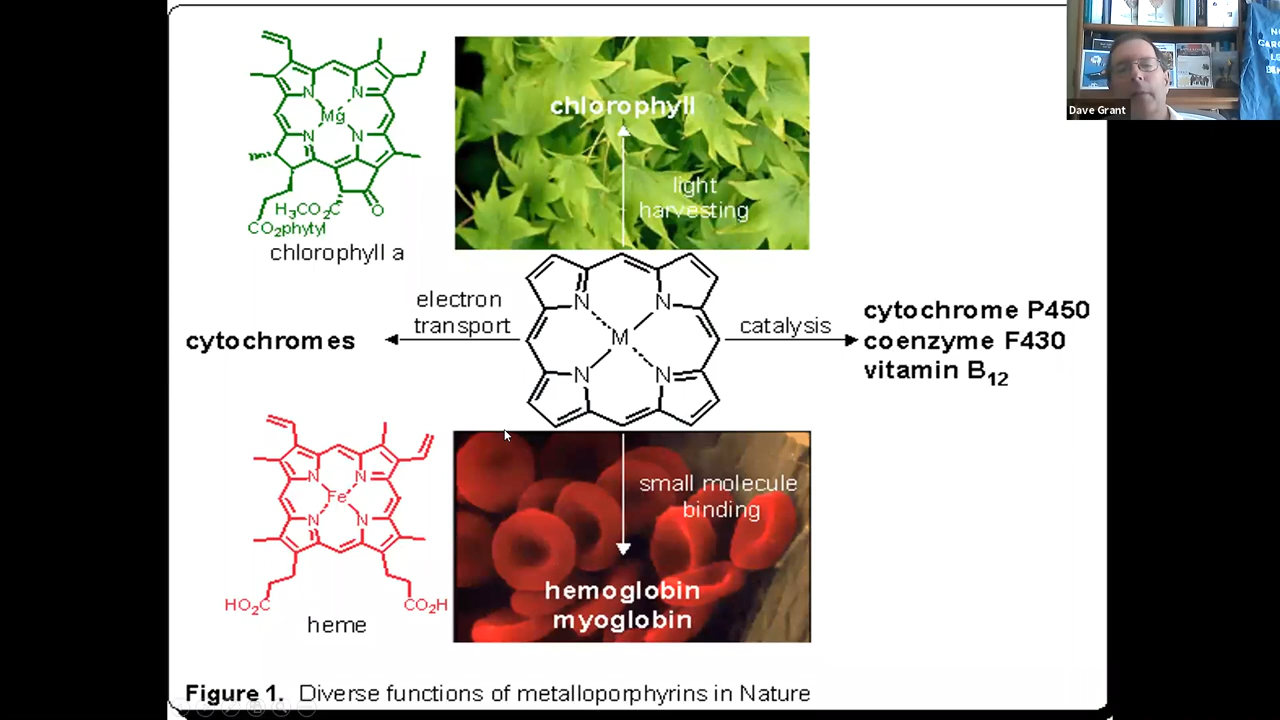 Dave Grant
chlorophyll
light
harvesting
N
N
Mg
N
N
H₃CO₂C
O
CO₂phytyl
chlorophyll a
electron
transport
cytochromes
N
N
M
N
N
catalysis
cytochrome P450
coenzyme F430
vitamin B₁₂
N
N
Fe
N
N
HO₂C
CO₂H
heme
small molecule
binding
hemoglobin
myoglobin
Figure 1. Diverse functions of metalloporphyrins in Nature